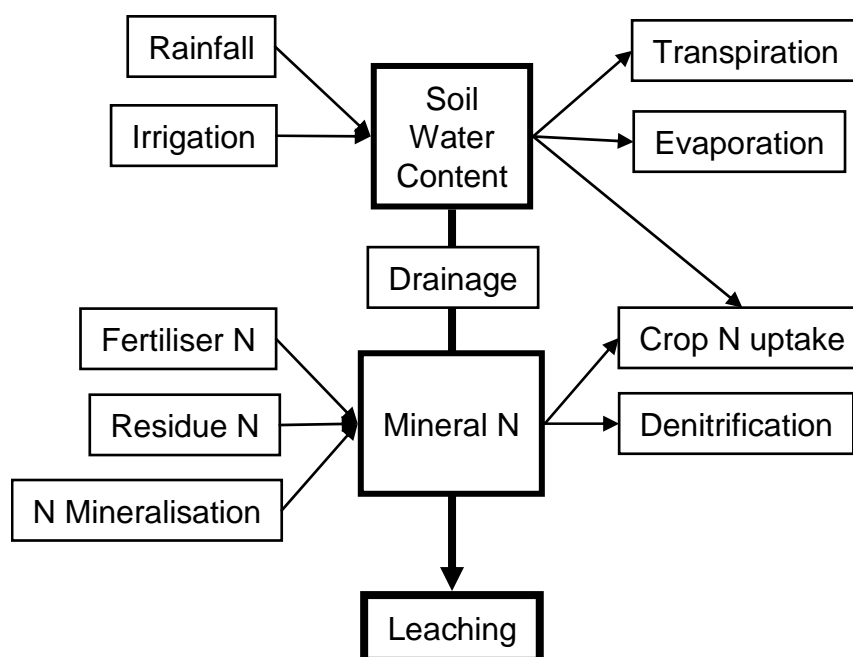 Rainfall
Irrigation
Soil
Water
Content
Transpiration
Evaporation
Drainage
Fertiliser N
Residue N
N Mineralisation
Mineral N
Crop N uptake
Denitrification
Leaching